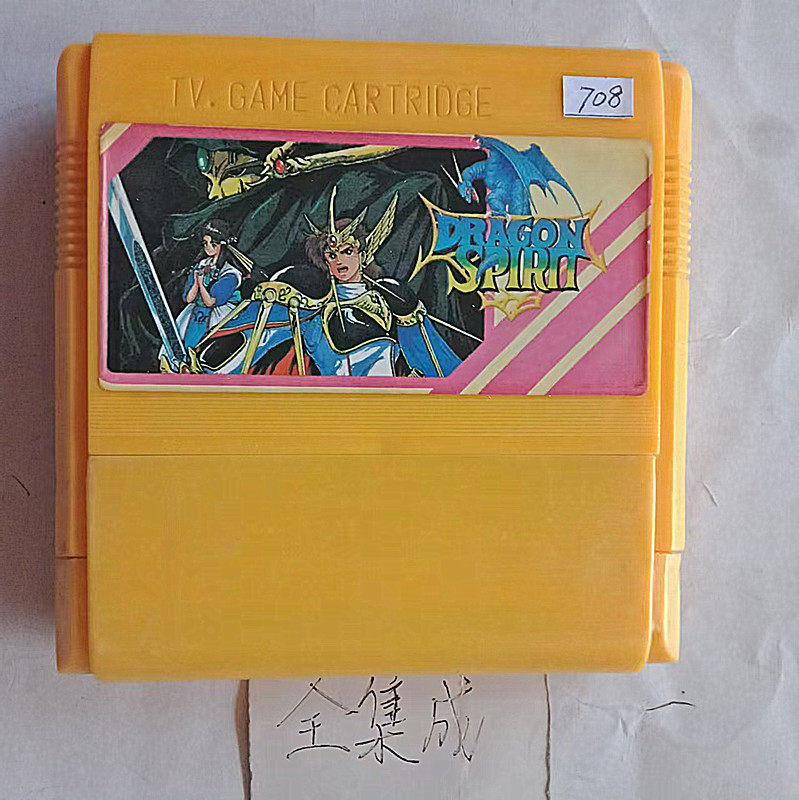 TV. GAME CARTRIDGE
708
DRAGON
SPIRIT
全集成